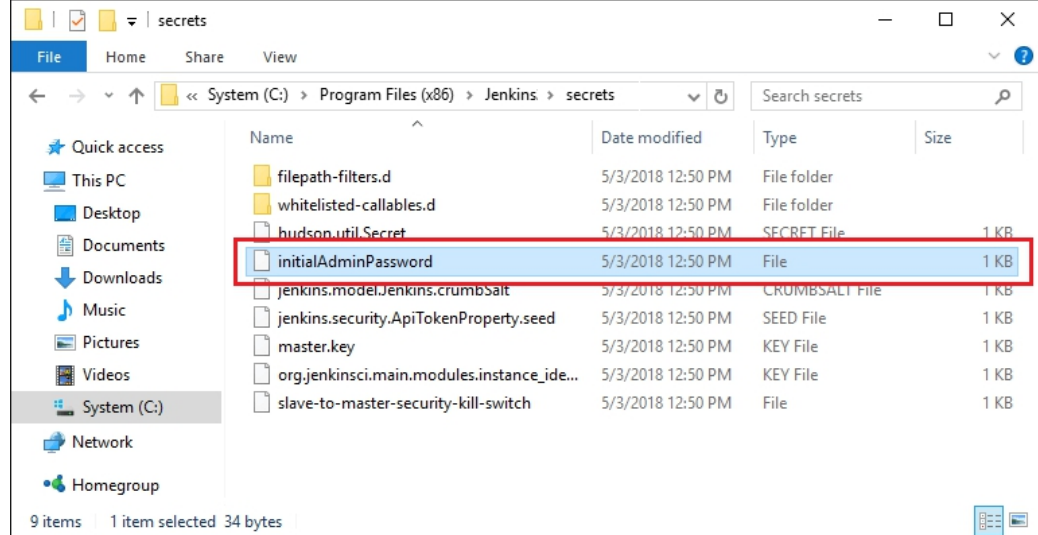 secrets
File Home Share View
« System (C:) > Program Files (x86) > Jenkins > secrets Search secrets
Name Date modified Type Size
Quick access
This PC
Desktop
Documents
Downloads
Music
Pictures
Videos
System (C:)
Network
Homegroup
filepath-filters.d 5/3/2018 12:50 PM File folder
whitelisted-callables.d 5/3/2018 12:50 PM File folder
hudson.util.Secret 5/3/2018 12:50 PM SECRET File 1 KB
initialAdminPassword 5/3/2018 12:50 PM File 1 KB
jenkins.model.Jenkins.crumbSalt 5/3/2018 12:50 PM CRUMBSALT File 1 KB
jenkins.security.ApiTokenProperty.seed 5/3/2018 12:50 PM SEED File 1 KB
master.key 5/3/2018 12:50 PM KEY File 1 KB
org.jenkinsci.main.modules.instance_ide... 5/3/2018 12:50 PM KEY File 1 KB
slave-to-master-security-kill-switch 5/3/2018 12:50 PM File 1 KB
9 items 1 item selected 34 bytes